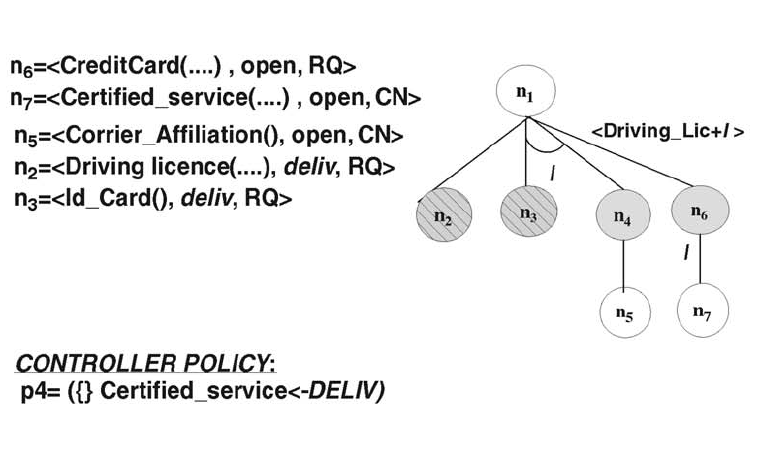 n6=<CreditCard(....) , open, RQ>
n7=<Certified_service(....) , open, CN>
n5=<Corrier_Affiliation(), open, CN>
n2=<Driving licence(....), deliv, RQ>
n3=<Id_Card(), deliv, RQ>
n1
<Driving_Lic+l >
l
n2
n3
n4
n6
l
n5
n7
CONTROLLER POLICY:
p4= ({} Certified_service<-DELIV)